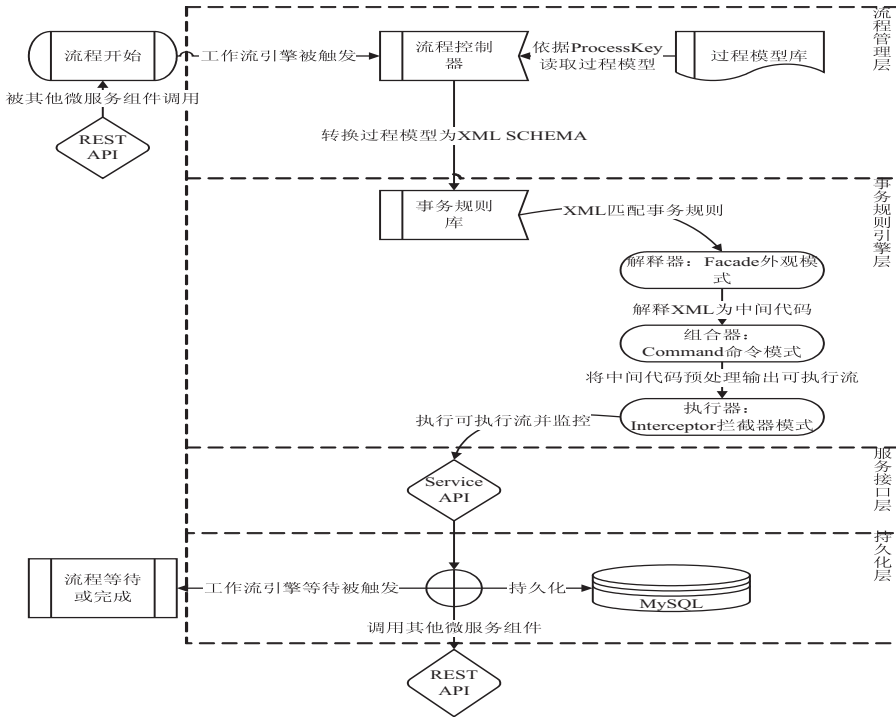 流程管理层
流程开始
工作流引擎被触发
流程控制
器
依据ProcessKey
读取过程模型
过程模型库
被其他微服务组件调用
REST
API
转换过程模型为XML SCHEMA
事务规则引擎层
事务规则
库
XML匹配事务规则
解释器：Facade外观模
式
解释XML为中间代码
组合器：
Command命令模式
将中间代码预处理输出可执行流
执行器：
Interceptor拦截器模式
执行可执行流并监控
服务接口层
Service
API
持久化层
流程等待
或完成
工作流引擎等待被触发
持久化
MySQL
调用其他微服务组件
REST
API